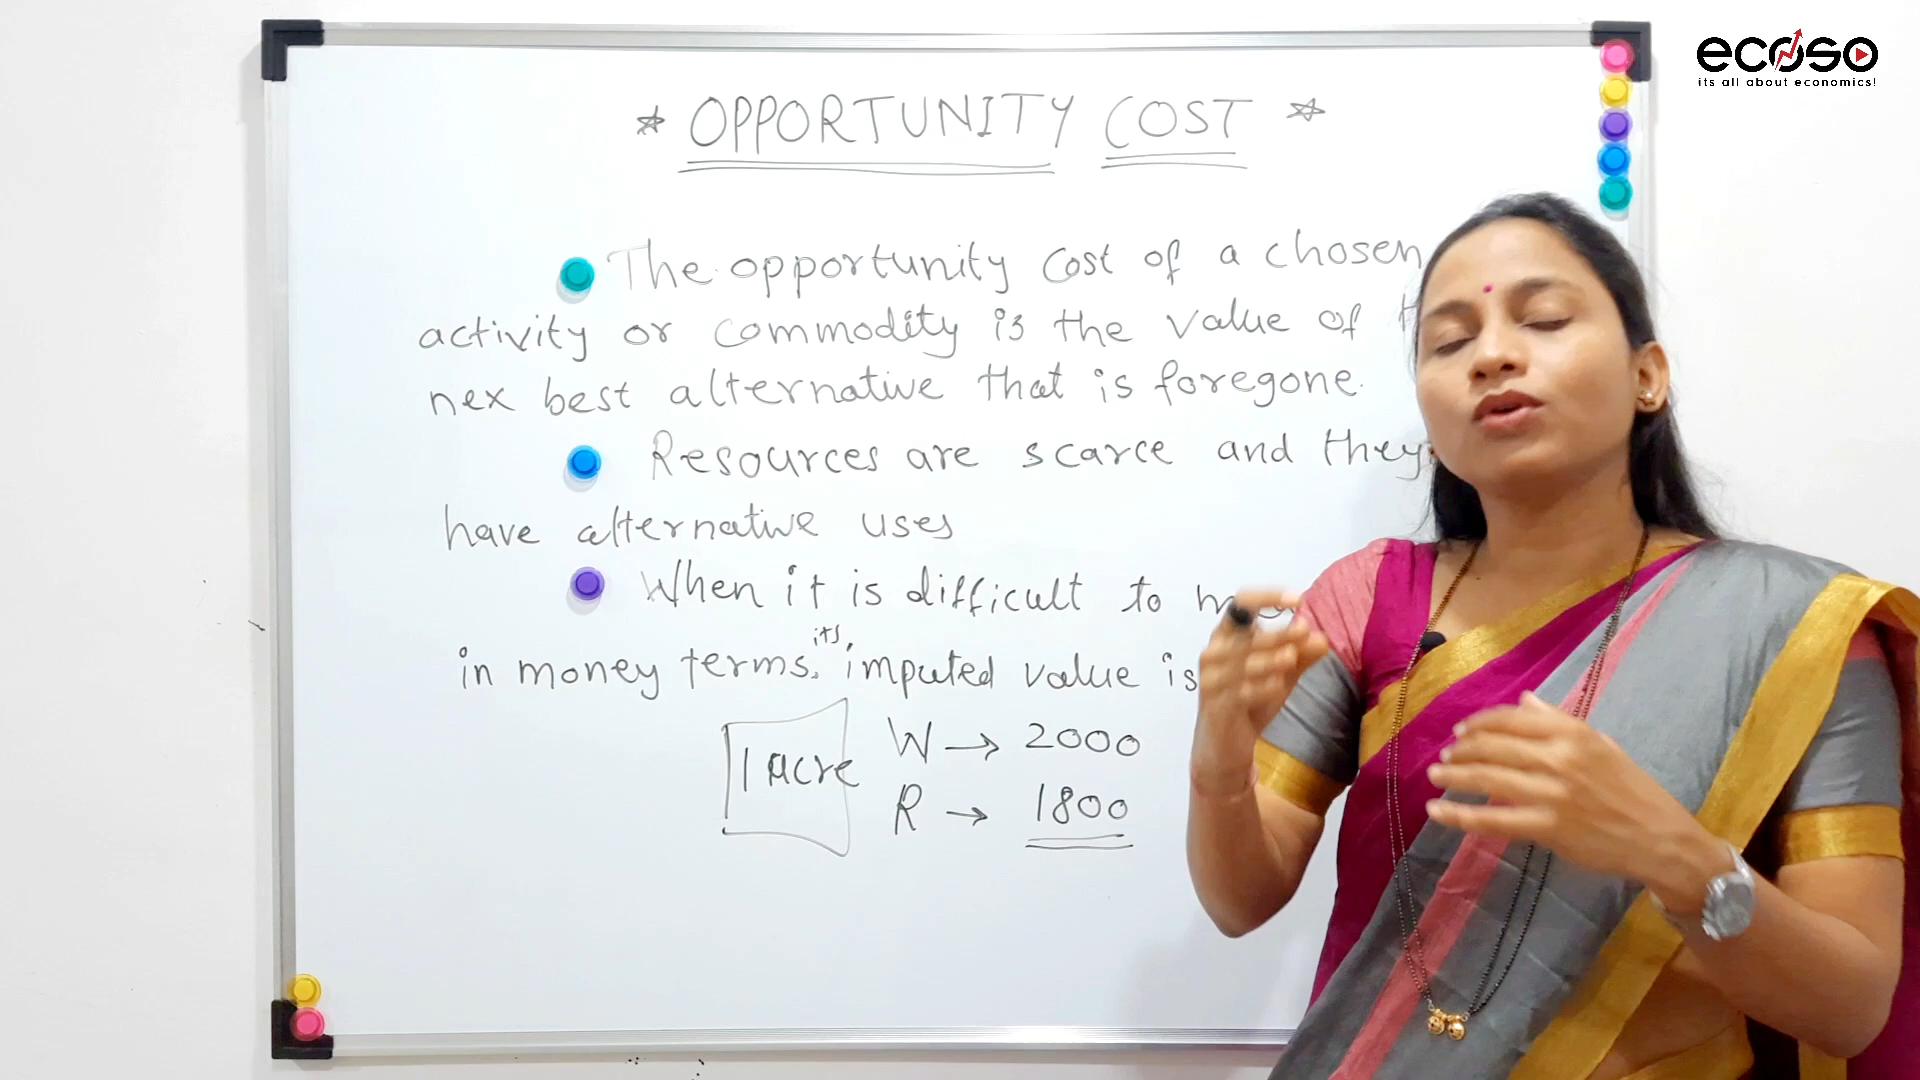 ecoso
its all about economics!
* OPPORTUNITY COST *
The opportunity cost of a chosen
activity or commodity is the value of
nex best alternative that is foregone.
Resources are scarce and they
have alternative uses
When it is difficult to
its,
in money terms, imputed value is
1 acre W → 2000
R → 1800